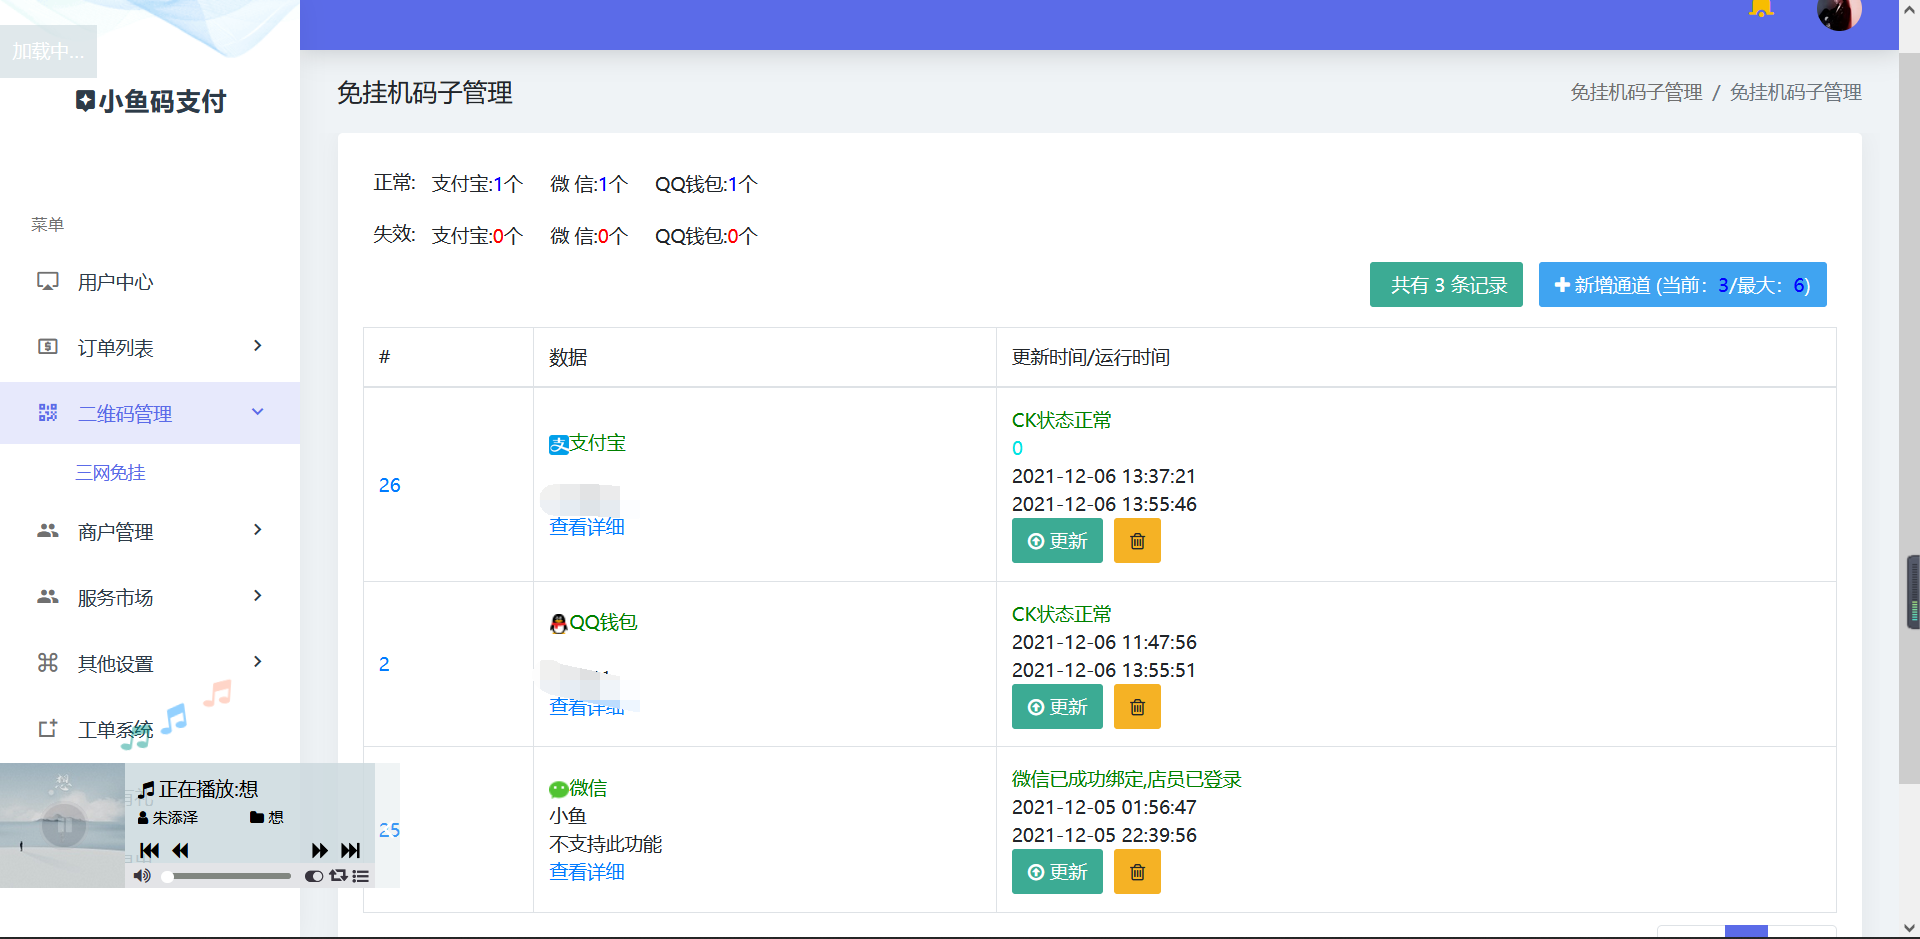 加载中...
小鱼码支付
菜单
用户中心
订单列表
二维码管理
三网免挂
商户管理
服务市场
其他设置
工单系统
正在播放:想
朱添泽
想
免挂机码子管理
免挂机码子管理 / 免挂机码子管理
正常: 支付宝:1个 微 信:1个 QQ钱包:1个
失效: 支付宝:0个 微 信:0个 QQ钱包:0个
共有 3 条记录
新增通道 (当前：3/最大：6)
# 数据 更新时间/运行时间
26
支付宝
查看详细
CK状态正常
0
2021-12-06 13:37:21
2021-12-06 13:55:46
更新
2
QQ钱包
查看详细
CK状态正常
2021-12-06 11:47:56
2021-12-06 13:55:51
更新
25
微信
小鱼
不支持此功能
查看详细
微信已成功绑定,店员已登录
2021-12-05 01:56:47
2021-12-05 22:39:56
更新